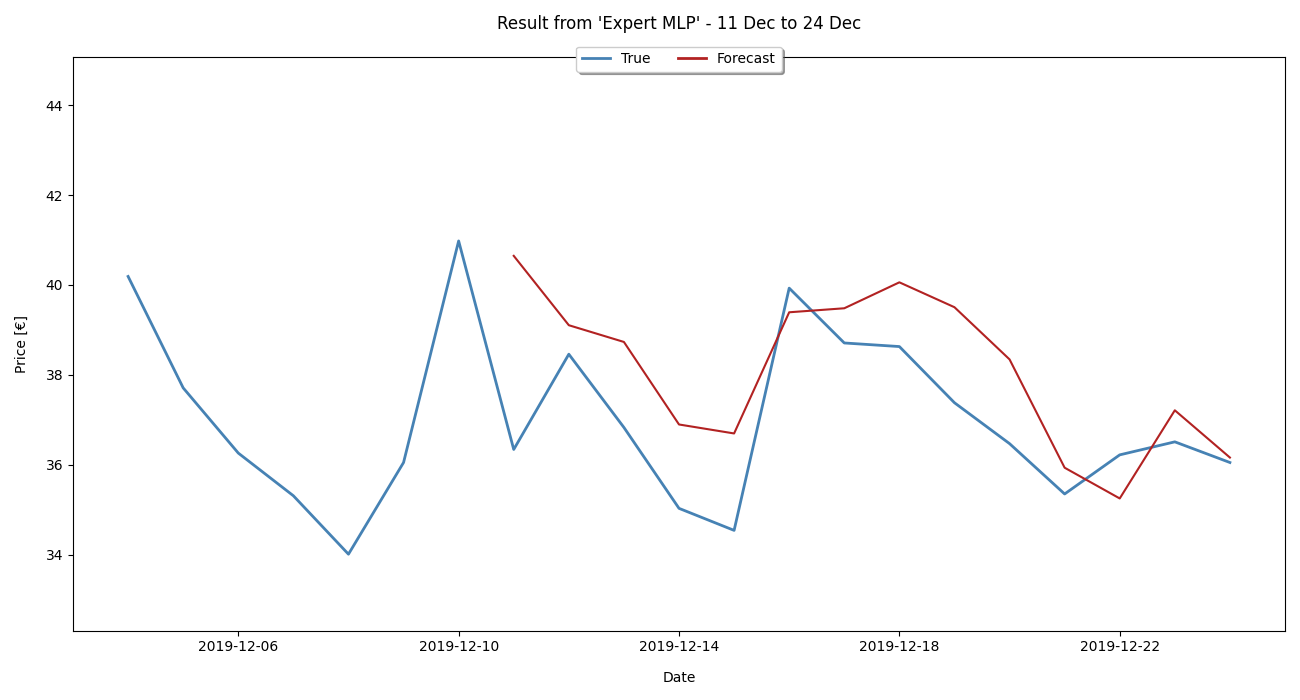 Result from 'Expert MLP' - 11 Dec to 24 Dec
True Forecast
44
42
40
38
36
34
Price [€]
2019-12-06 2019-12-10 2019-12-14 2019-12-18 2019-12-22
Date